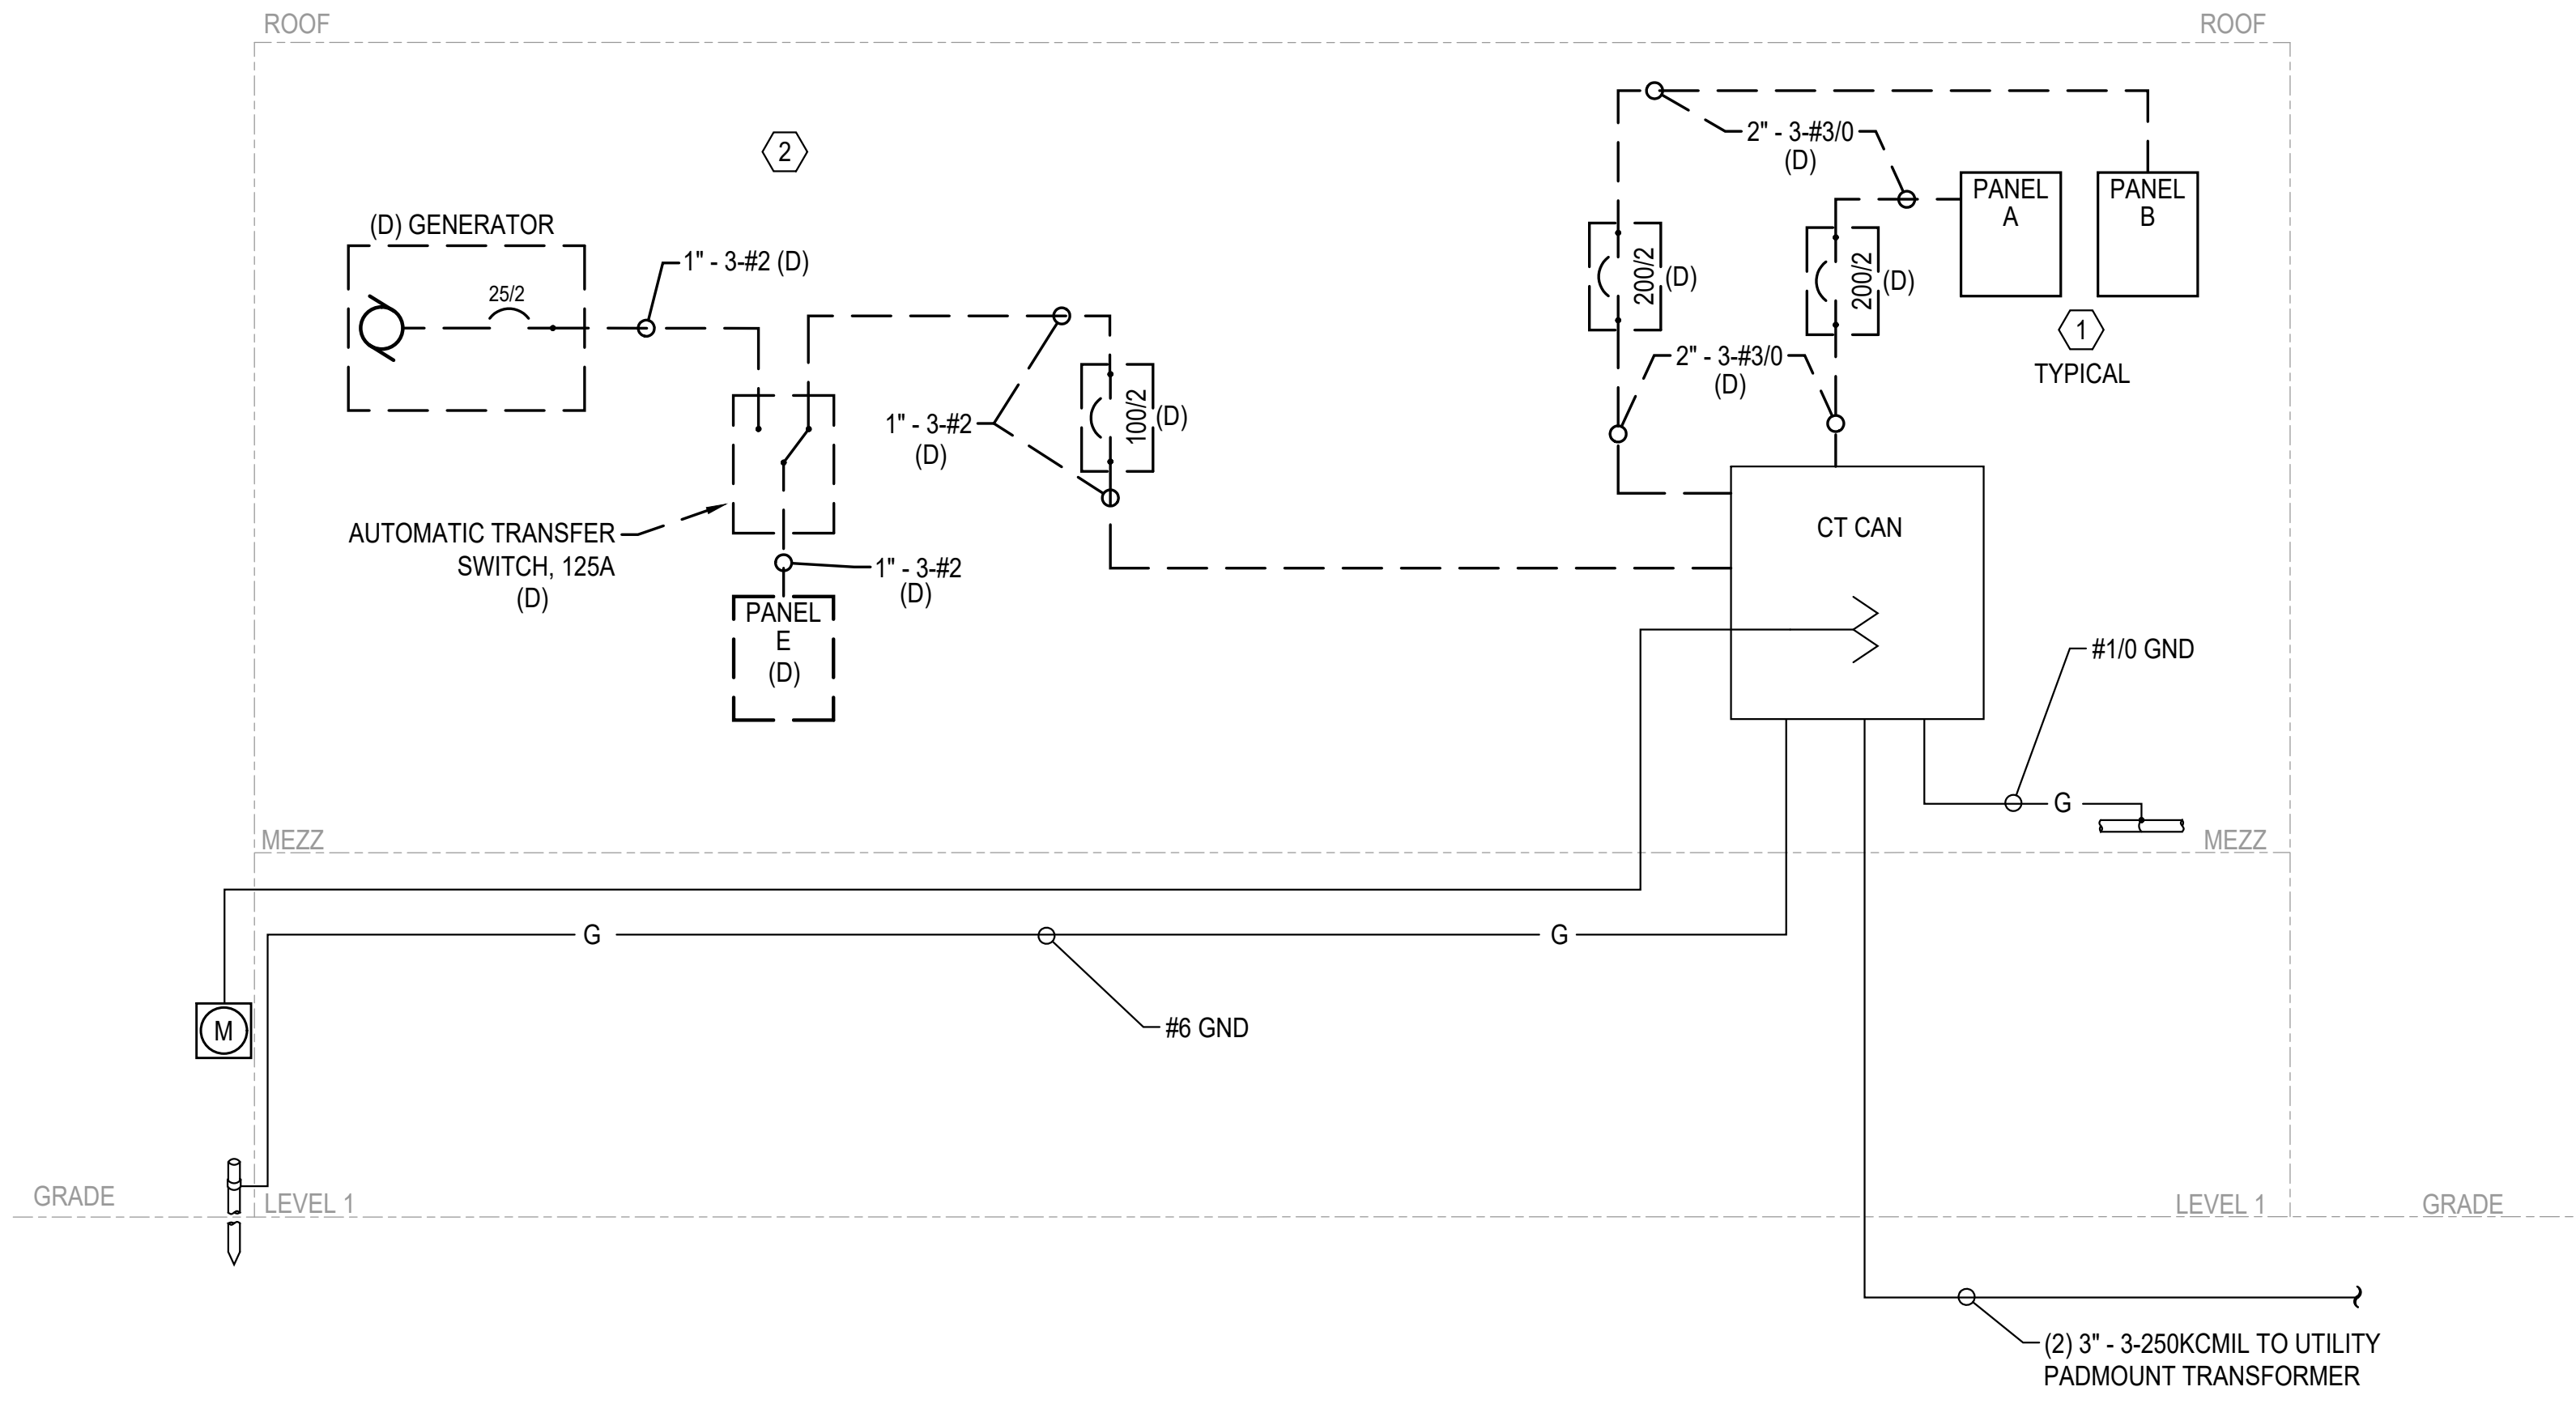 ROOF
ROOF
2
(D) GENERATOR
25/2
1" - 3-#2 (D)
AUTOMATIC TRANSFER
SWITCH, 125A
(D)
1" - 3-#2
(D)
PANEL
E
(D)
1" - 3-#2
(D)
100/2
(D)
2" - 3-#3/0
(D)
200/2
(D)
200/2
(D)
PANEL
A
PANEL
B
1
TYPICAL
2" - 3-#3/0
(D)
CT CAN
#1/0 GND
G
MEZZ
MEZZ
G
G
#6 GND
M
GRADE
LEVEL 1
LEVEL 1
GRADE
(2) 3" - 3-250KCMIL TO UTILITY
PADMOUNT TRANSFORMER